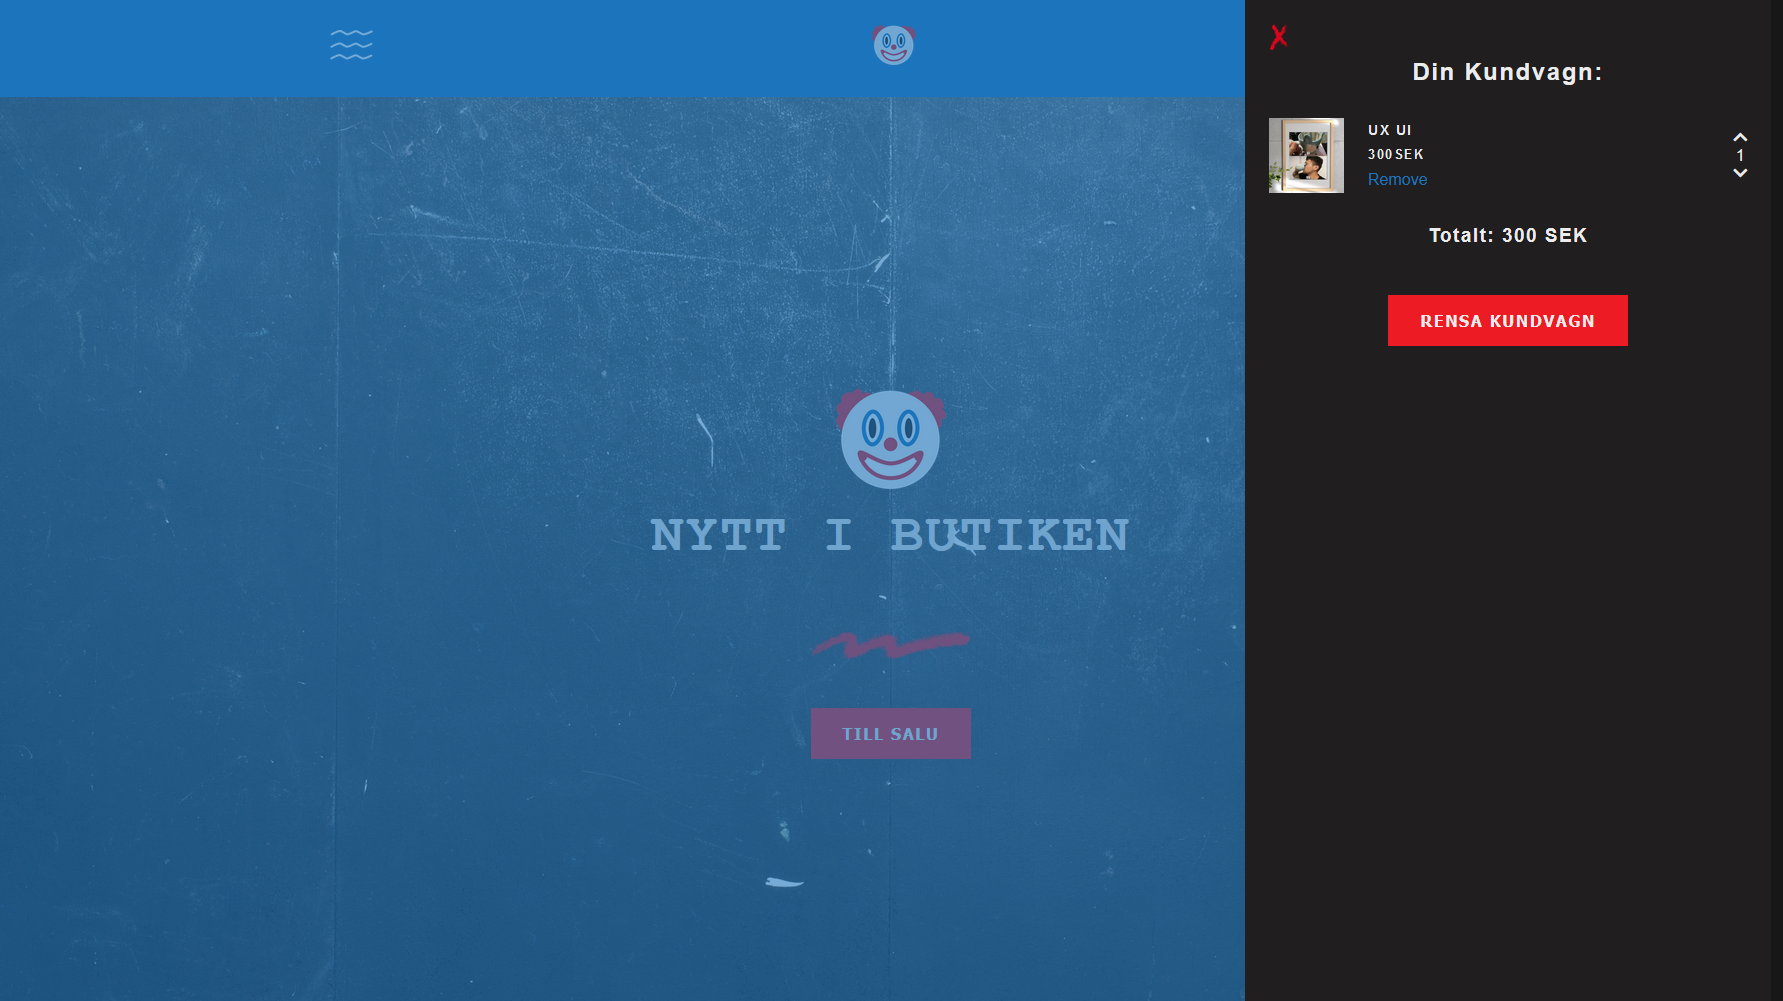 Din Kundvagn:
UX UI
300 SEK
Remove
1
Totalt: 300 SEK
RENSA KUNDVAGN
NYTT I BUTIKEN
TILL SALU